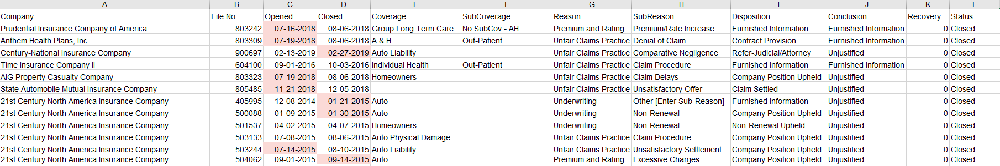 A B C D E F G H I J K L
Company File No. Opened Closed Coverage SubCoverage Reason SubReason Disposition Conclusion Recovery Status
Prudential Insurance Company of America 803242 07-16-2018 08-06-2018 Group Long Term Care No SubCov - AH Premium and Rating Premium/Rate Increase Furnished Information Furnished Information 0 Closed
Anthem Health Plans, Inc 803309 07-19-2018 08-06-2018 A & H Out-Patient Unfair Claims Practice Denial of Claim Contract Provision Furnished Information 0 Closed
Century-National Insurance Company 900697 02-13-2019 02-27-2019 Auto Liability Unfair Claims Practice Comparative Negligence Refer-Judicial/Attorney Unjustified 0 Closed
Time Insurance Company II 604100 09-01-2016 10-03-2016 Individual Health Out-Patient Unfair Claims Practice Claim Procedure Furnished Information Furnished Information 0 Closed
AIG Property Casualty Company 803323 07-19-2018 08-06-2018 Homeowners Unfair Claims Practice Claim Delays Company Position Upheld Unjustified 0 Closed
State Automobile Mutual Insurance Company 805485 11-21-2018 12-05-2018 Unfair Claims Practice Unsatisfactory Offer Claim Settled Unjustified 0 Closed
21st Century North America Insurance Company 405995 12-08-2014 01-21-2015 Auto Underwriting Other [Enter Sub-Reason] Furnished Information Unjustified 0 Closed
21st Century North America Insurance Company 500088 01-09-2015 01-30-2015 Auto Underwriting Non-Renewal Company Position Upheld Unjustified 0 Closed
21st Century North America Insurance Company 501537 04-02-2015 04-07-2015 Homeowners Underwriting Non-Renewal Non-Renewal Upheld Unjustified 0 Closed
21st Century North America Insurance Company 503133 07-08-2015 08-06-2015 Auto Physical Damage Unfair Claims Practice Claim Procedure Company Position Upheld Unjustified 0 Closed
21st Century North America Insurance Company 503244 07-14-2015 08-10-2015 Auto Liability Unfair Claims Practice Unsatisfactory Settlement Company Position Upheld Unjustified 0 Closed
21st Century North America Insurance Company 504062 09-01-2015 09-14-2015 Auto Premium and Rating Excessive Charges Company Position Upheld Unjustified 0 Closed